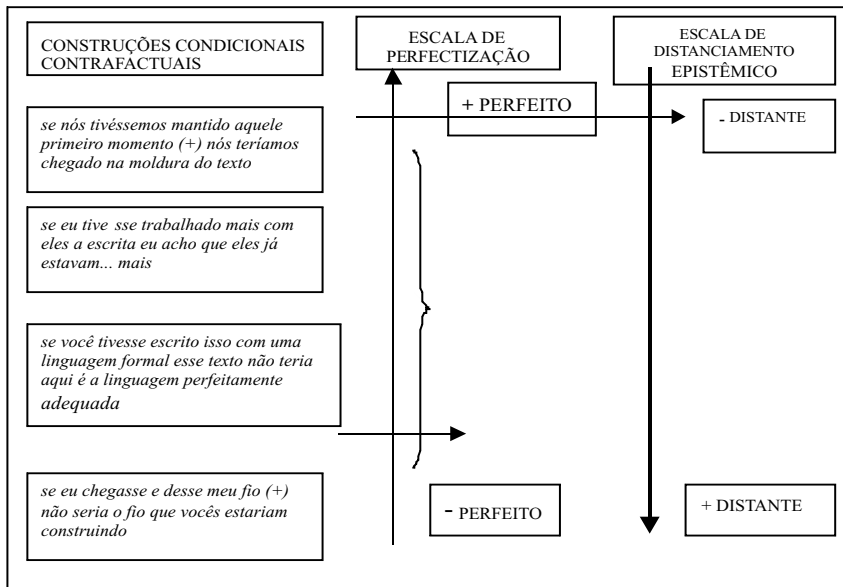 CONSTRUÇÕES CONDICIONAIS
CONTRAFACTUAIS
ESCALA DE
PERFECTIZAÇÃO
ESCALA DE
DISTANCIAMENTO
EPISTÊMICO
+ PERFEITO
- DISTANTE
se nós tivéssemos mantido aquele
primeiro momento (+) nós teríamos
chegado na moldura do texto
se eu tive sse trabalhado mais com
eles a escrita eu acho que eles já
estavam... mais
se você tivesse escrito isso com uma
linguagem formal esse texto não teria
aqui é a linguagem perfeitamente
adequada
se eu chegasse e desse meu fio (+)
não seria o fio que vocês estariam
construindo
- PERFEITO
+ DISTANTE